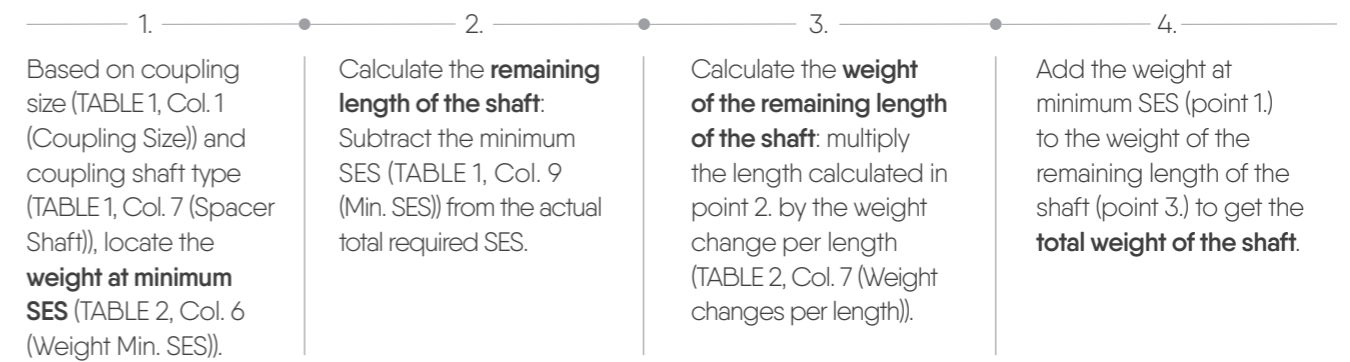 1.
Based on coupling
size (TABLE 1, Col. 1
(Coupling Size)) and
coupling shaft type
(TABLE 1, Col. 7 (Spacer
Shaft)), locate the
weight at minimum
SES (TABLE 2, Col. 6
(Weight Min. SES)).
2.
Calculate the remaining
length of the shaft:
Subtract the minimum
SES (TABLE 1, Col. 9
(Min. SES)) from the actual
total required SES.
3.
Calculate the weight
of the remaining length
of the shaft: multiply
the length calculated in
point 2. by the weight
change per length
(TABLE 2, Col. 7 (Weight
changes per length)).
4.
Add the weight at
minimum SES (point 1.)
to the weight of the
remaining length of the
shaft (point 3.) to get the
total weight of the shaft.